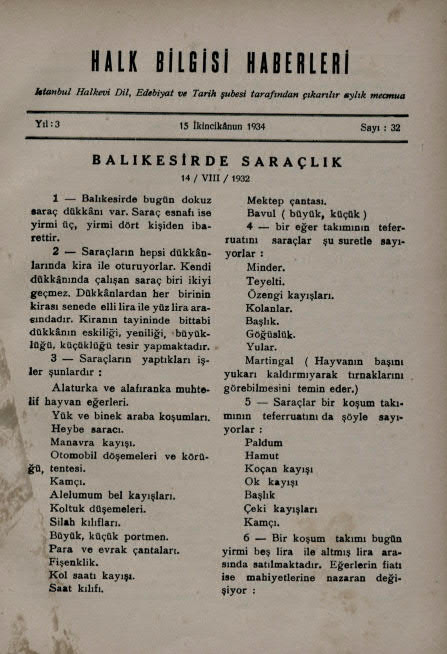 HALK BİLGİSİ HABERLERİ
İstanbul Halkevi Dil, Edebiyat ve Tarih şubesi tarafından çıkarılır aylık mecmua
Yıl : 3
15 İkincikânun 1934
Sayı : 32
BALIKESİRDE SARAÇLIK
14 / VIII / 1932
1 — Balıkesirde bugün dokuz
saraç dükkânı var. Saraç esnafı ise
yirmi üç, yirmi dört kişiden iba-
rettir.
2 — Saraçların hepsi dükkân-
larında kira ile oturuyorlar. Kendi
dükkânında çalışan saraç biri ikiyi
geçmez. Dükkânlardan her birinin
kirası senede elli lira ile yüz lira ara-
sındadır. Kiranın tayininde bittabi
dükkânın eskiliği, yeniliği, büyük-
lüğü, küçüklüğü tesir yapmaktadır.
3 — Saraçların yaptıkları iş-
ler şunlardır :
Alaturka ve alafıranka muhte-
lif hayvan eğerleri.
Yük ve binek araba koşumları.
Heybe saracı.
Manavra kayışı.
Otomobil döşemeleri ve körü-
ğü, tentesi.
Kamçı.
Alelumum bel kayışları.
Koltuk düşemeleri.
Silah kılıfları.
Büyük, küçük portmen.
Para ve evrak çantaları.
Fişenklik.
Kol saatı kayışı.
Saat kılıfı.
Mektep çantası.
Bavul ( büyük, küçük )
4 — bir eğer takımının tefer-
ruatını saraçlar şu suretle sayı-
yorlar :
Minder.
Teyelti.
Özengi kayışları.
Kolanlar.
Başlık.
Göğüslük.
Yular.
Martingal ( Hayvanın başını
yukarı kaldırmıyarak tırnaklarını
görebilmesini temin eder.)
5 — Saraçlar bir koşum takı-
mının teferruatını da şöyle sayı-
yorlar :
Paldum
Hamut
Koçan kayışı
Ok kayışı
Başlık
Çeki kayışları
Kamçı.
6 — Bir koşum takımı bugün
yirmi beş lira ile altmış lira ara-
sında satılmaktadır. Eğerlerin fiatı
ise mahiyetlerine nazaran deği-
şiyor :